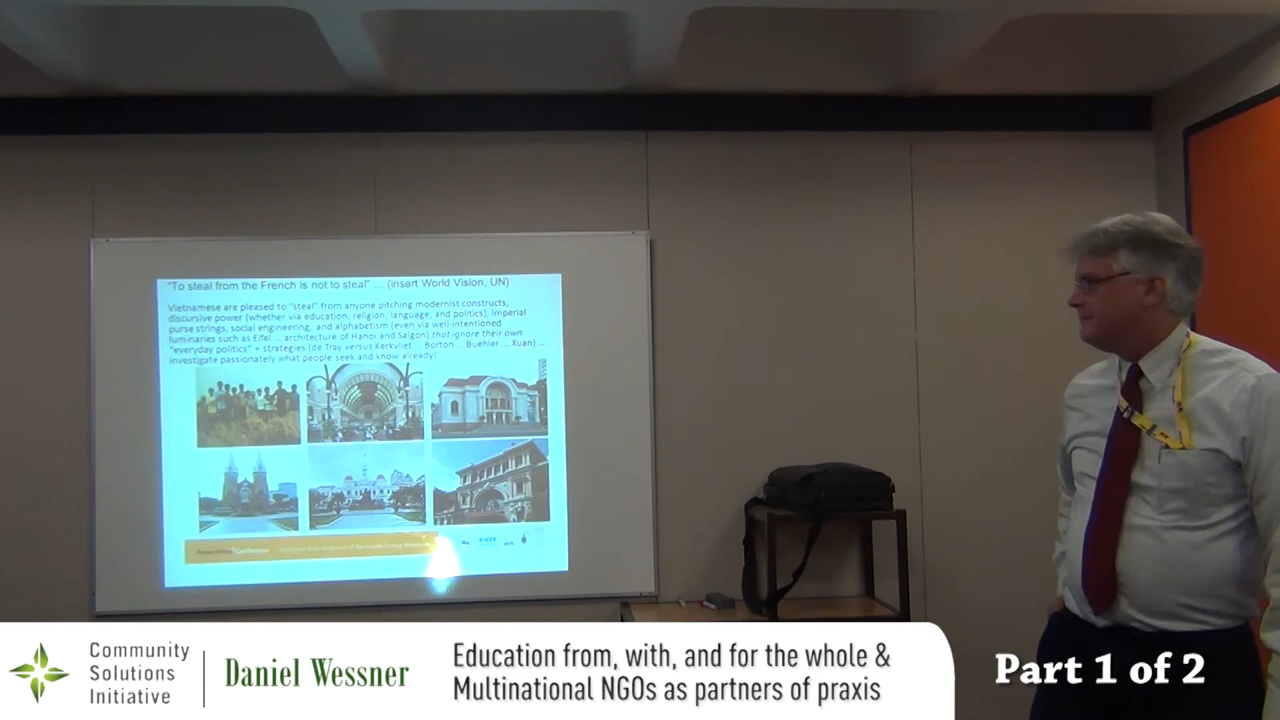 "To steal from the French is not to steal" ... (insert World Vision, UN)
Vietnamese are pleased to "steal" from anyone pitching modernist constructs,
discursive power (whether via education, religion, language, and politics), imperial
purse strings, social engineering, and alphabetism (even via well-intentioned
luminaries such as Eifel ... architecture of Hanoi and Saigon) that ignore their own
"everyday politics" + strategies (de Tray versus Kerkvliet ... Borton ... Buehler ... Xuan) ...
investigate passionately what people seek and know already!
Community
Solutions
Initiative
Daniel Wessner
Education from, with, and for the whole &
Multinational NGOs as partners of praxis
Part 1 of 2